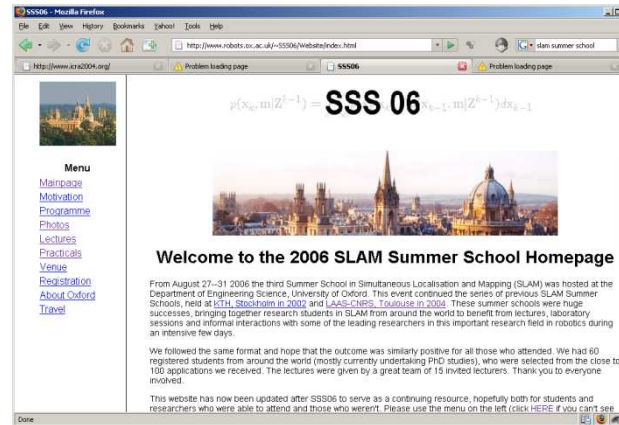 SSS06 - Mozilla Firefox
File Edit View History Bookmarks Yahoo! Tools Help
http://www.robots.ox.ac.uk/~SSS06/Website/index.html
slam summer school
http://www.icra2004.org/
Problem loading page
SSS06
Problem loading page
SSS 06
Menu
Mainpage
Motivation
Programme
Photos
Lectures
Practicals
Venue
Registration
About Oxford
Travel
Welcome to the 2006 SLAM Summer School Homepage
From August 27--31 2006 the third Summer School in Simultaneous Localisation and Mapping (SLAM) was hosted at the
Department of Engineering Science, University of Oxford. This event continued the series of previous SLAM Summer
Schools, held at KTH, Stockholm in 2002 and LAAS-CNRS, Toulouse in 2004. These summer schools were huge
successes, bringing together research students in SLAM from around the world to benefit from lectures, laboratory
sessions and informal interactions with some of the leading researchers in this important research field in robotics during
an intensive few days.
We followed the same format and hope that the outcome was similarly positive for all those who attended. We had 60
registered students from around the world (mostly currently undertaking PhD studies), who were selected from the close to
100 applications we received. The lectures were given by a great team of 15 invited lecturers. Thank you to everyone
involved.
This website has now been updated after SSS06 to serve as a continuing resource, hopefully both for students and
researchers who were able to attend and those who weren't. Please use the menu on the left (click HERE if you can't see
Done